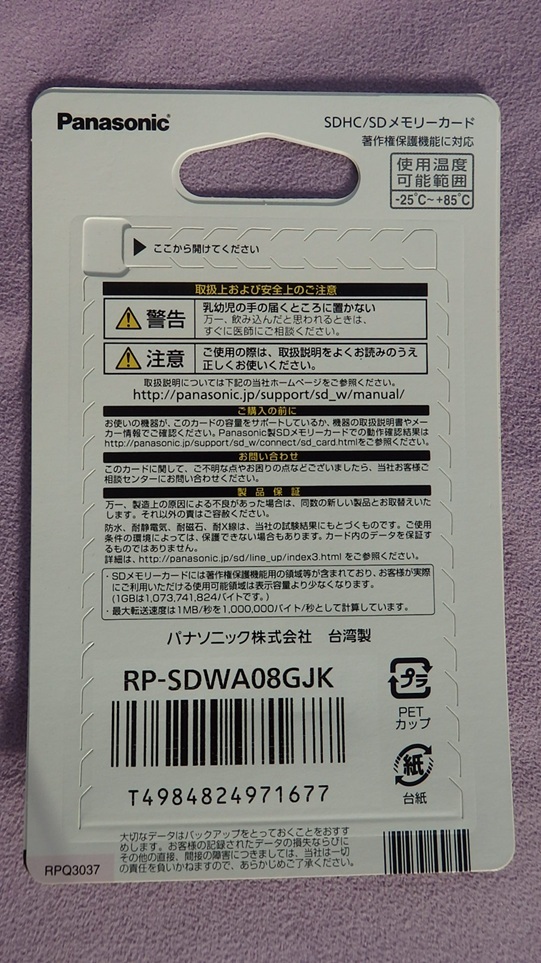 Panasonic
SDHC/SDメモリーカード
著作権保護機能に対応
使用温度
可能範囲
-25℃~+85℃
ここから開けてください
取扱上および安全上のご注意
警告
乳幼児の手の届くところに置かない
万一、飲み込んだと思われるときは、
すぐに医師にご相談ください。
注意
ご使用の際は、取扱説明をよくお読みのうえ
正しくお使いください。
取扱説明については下記の当社ホームページをご参照ください。
http://panasonic.jp/support/sd_w/manual/
ご購入の前に
お使いの機器が、このカードの容量をサポートしているか、機器の取扱説明書やメー
カー情報でご確認ください。Panasonic製SDメモリーカードでの動作確認結果は
http://panasonic.jp/support/sd_w/connect/sd_card.htmlをご参照ください。
お問い合わせ
このカードに関して、ご不明な点やお困りの点などございましたら、当社お客様ご
相談センターにお問い合わせください。
製品保証
万一、製造上の原因による不良があった場合は、同数の新しい製品とお取替えいた
します。それ以外の責はご容赦ください。
防水、耐静電気、耐磁石、耐X線は、当社の試験結果にもとづくものです。ご使用
条件の環境によっては、保護できない場合もあります。カード内のデータを保証す
るものではありません。
詳細は、http://panasonic.jp/sd/line_up/index3.html をご参照ください。
・SDメモリーカードには著作権保護機能用の領域等が含まれており、お客様が実際
にご利用いただける使用可能領域は表示容量より少なくなります。
(1GBは1,073,741,824バイトです。)
・最大転送速度は1MB/秒を1,000,000バイト/秒として計算しています。
パナソニック株式会社 台湾製
RP-SDWA08GJK
プラ
PET
カップ
紙
台紙
T4984824971677
大切なデータはバックアップをとっておくことをおすす
めします。お客様の記録されたデータの損失ならびに
その他の直接、間接の障害につきましては、当社は一切
の責任を負いかねますので、あらかじめご了承ください。
RPQ3037